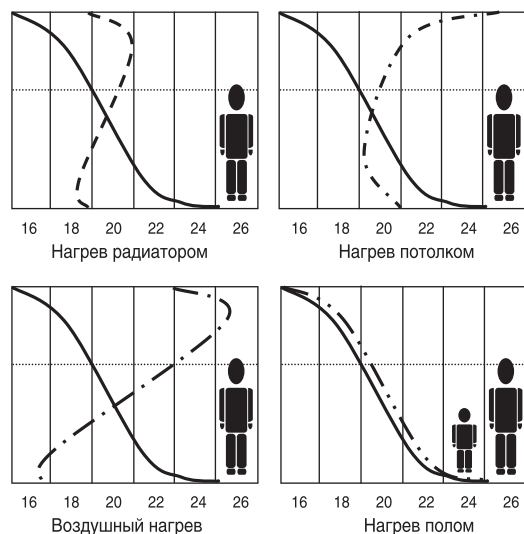 16 18 20 22 24 26
Нагрев радиатором
16 18 20 22 24 26
Нагрев потолком
16 18 20 22 24 26
Воздушный нагрев
16 18 20 22 24 26
Нагрев полом